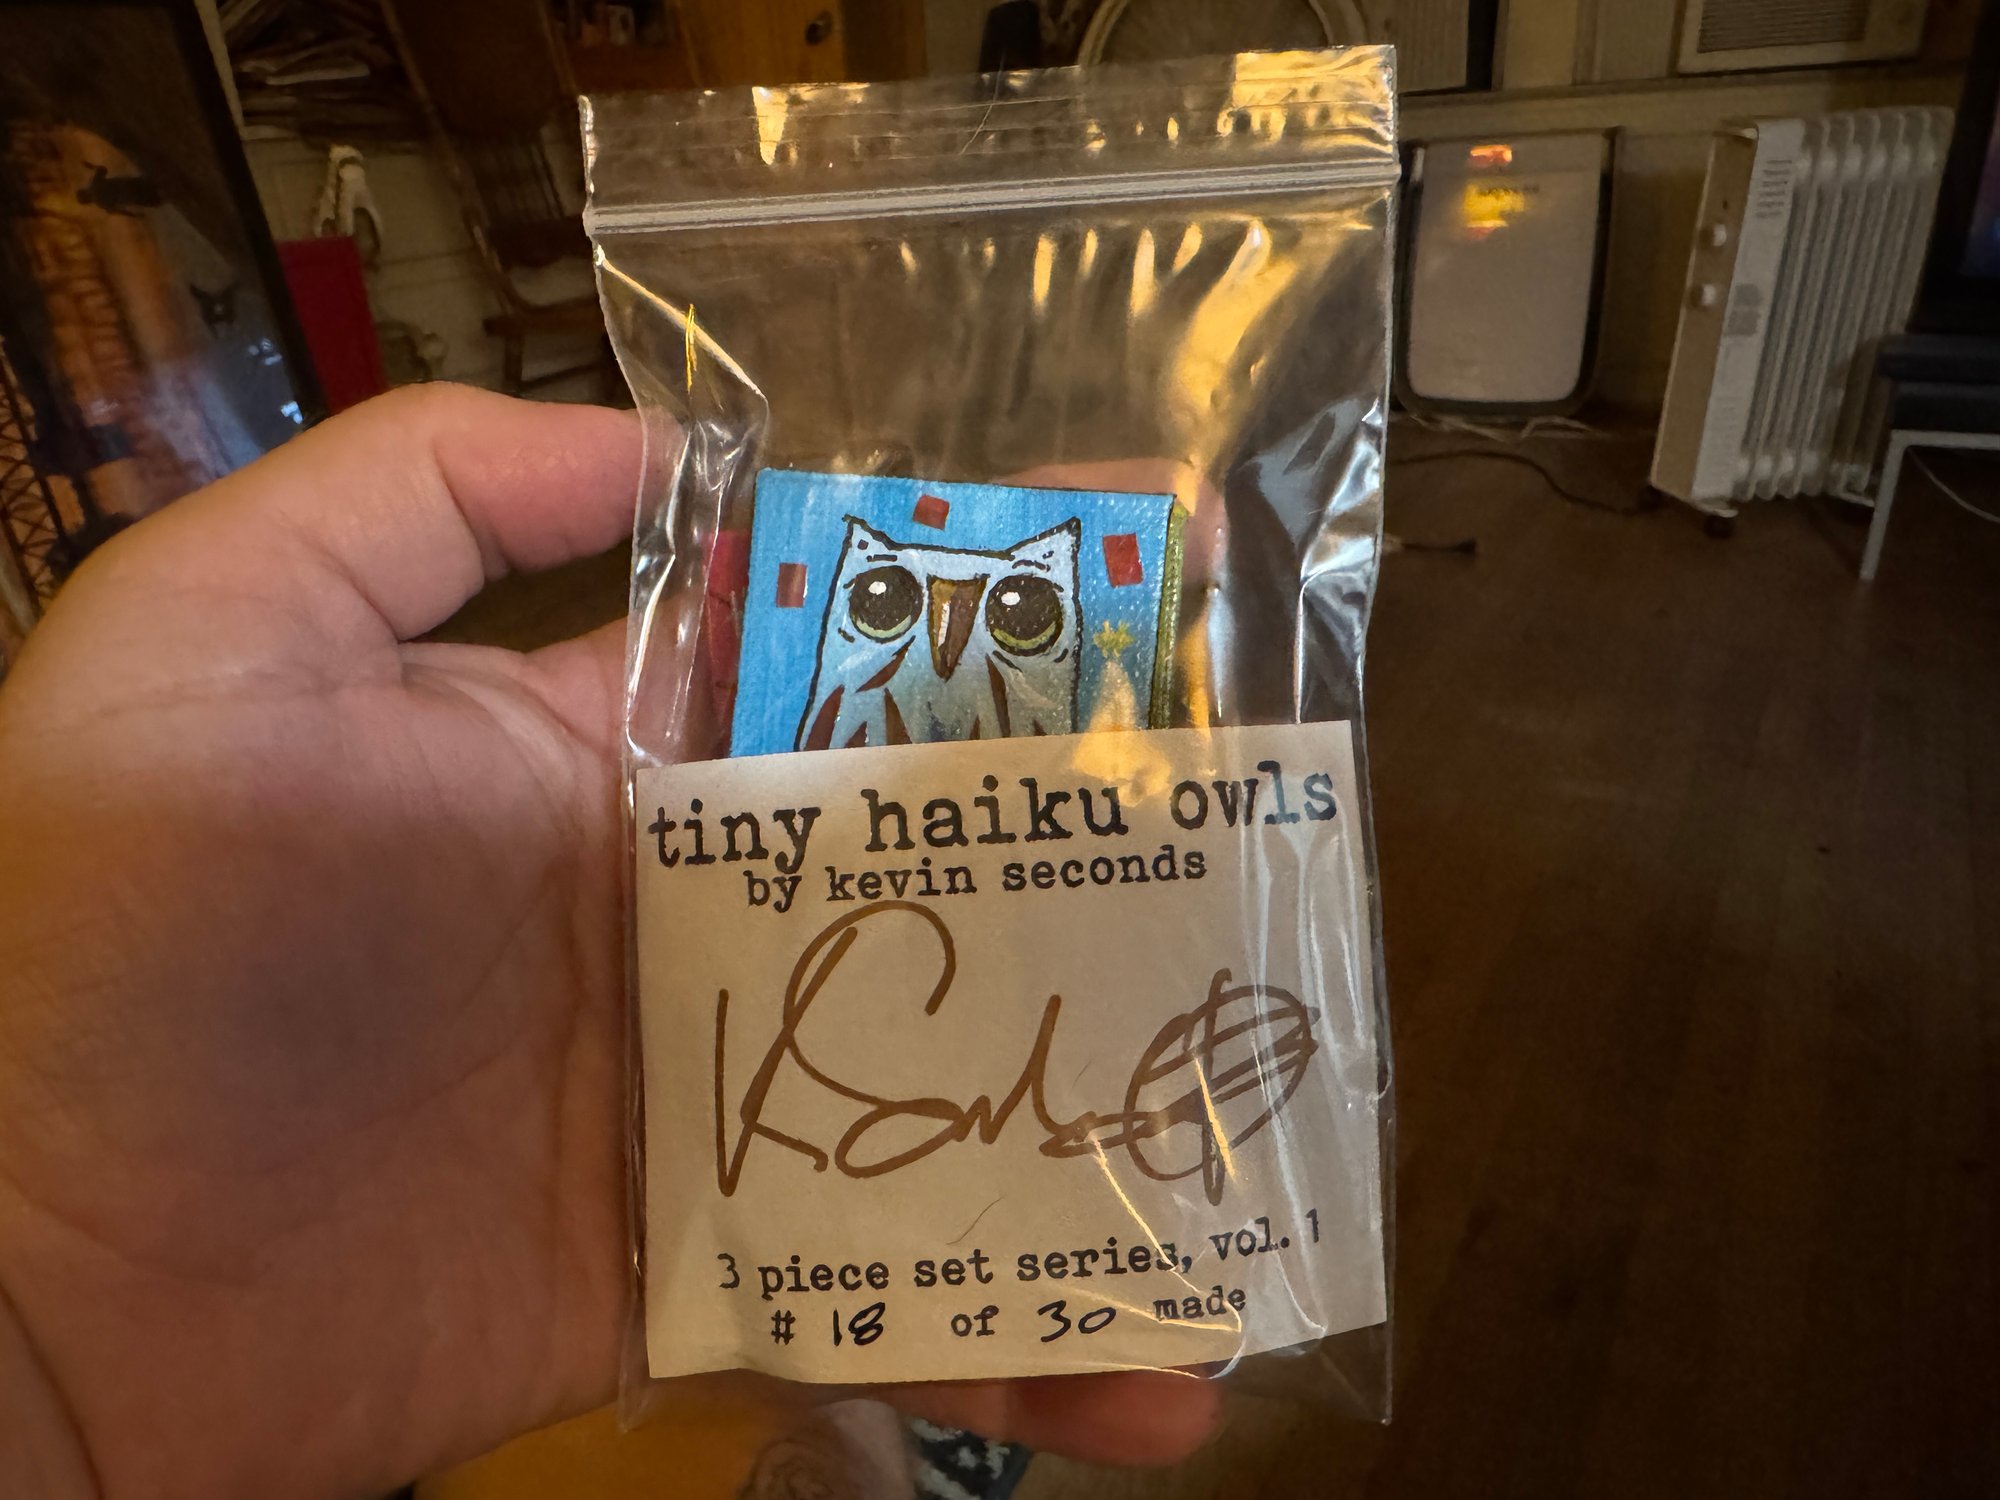 tiny haiku owls
by kevin seconds
3 piece set series, vol. 1
# 18 of 30 made